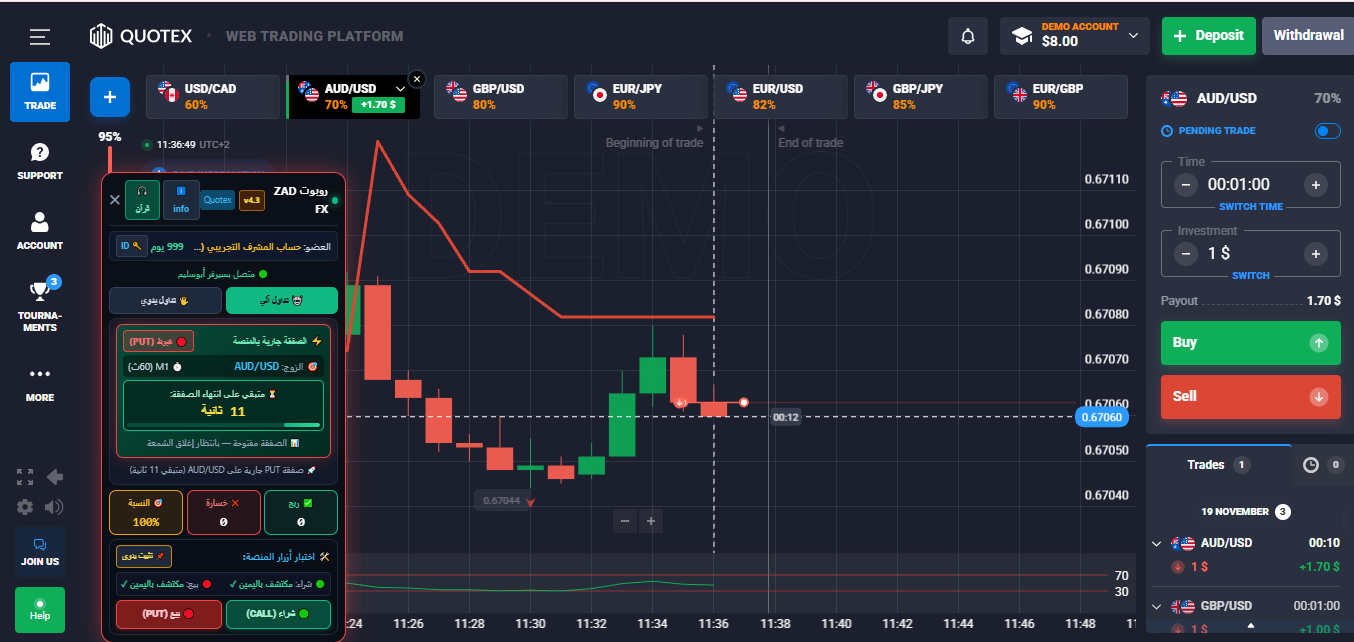 QUOTEX
WEB TRADING PLATFORM
DEMO ACCOUNT
$8.00
Deposit
Withdrawal
TRADE
SUPPORT
ACCOUNT
3
TOURNA-
MENTS
MORE
JOIN US
Help
USD/CAD
60%
AUD/USD
70% +1.70 $
GBP/USD
80%
EUR/JPY
90%
EUR/USD
82%
GBP/JPY
85%
EUR/GBP
90%
95%
11:36:49 UTC+2
Beginning of trade
End of trade
DEMO
روبوت ZAD FX
v4.3
Quotex
info
قرآن
العضو: حساب المشرف التجريبي (...
999 يوم
ID
متصل بسيرفر أبوسليم
تداول آلي
تداول يدوي
الصفقة جارية بالمنصة
هبوط (PUT)
الزوج: AUD/USD
M1 (60ث)
متبقي على انتهاء الصفقة:
11 ثانية
الصفقة مفتوحة — بانتظار إغلاق الشمعة
صفقة PUT جارية على AUD/USD (متبقي 11 ثانية)
ربح
0
خسارة
0
النسبة
100%
اختبار أزرار المنصة:
تثبيت يدوي
شراء: مكتشف باليمين ✓
بيع: مكتشف باليمين ✓
شراء (CALL)
بيع (PUT)
0.67110
0.67100
0.67090
0.67080
0.67070
0.67060
0.67060
0.67050
0.67040
00:12
0.67044
70
30
:24
11:26
11:28
11:30
11:32
11:34
11:36
11:38
11:40
11:42
11:44
11:46
11:48
AUD/USD
70%
PENDING TRADE
Time
00:01:00
SWITCH TIME
Investment
1 $
SWITCH
Payout
1.70 $
Buy
Sell
Trades 1
0
19 NOVEMBER 3
AUD/USD
00:10
1 $
+1.70 $
GBP/USD
00:01:00
1 $
+1.00 $